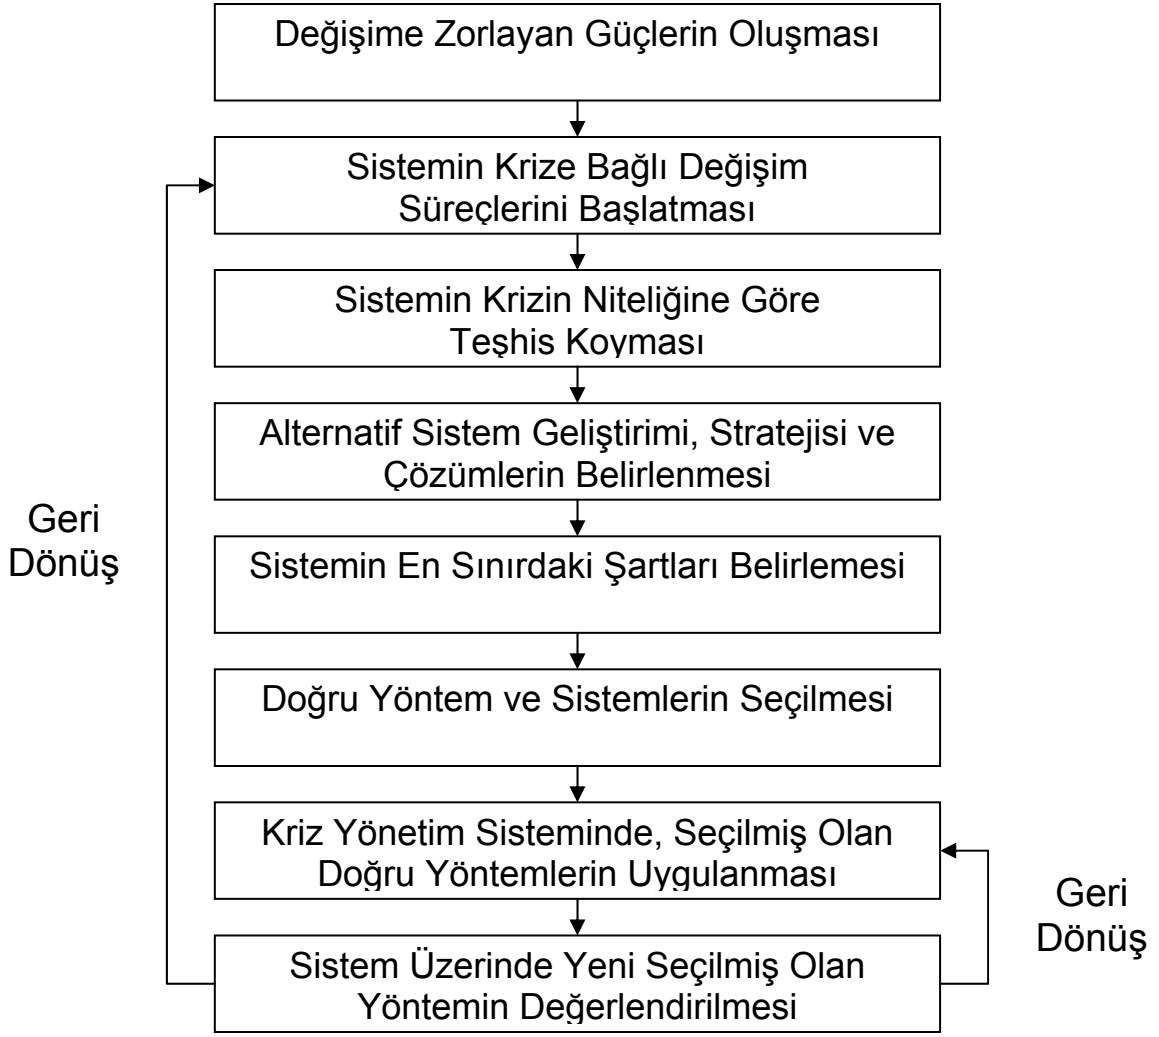 Değişime Zorlayan Güçlerin Oluşması
Sistemin Krize Bağlı Değişim
Süreçlerini Başlatması
Sistemin Krizin Niteliğine Göre
Teşhis Koyması
Alternatif Sistem Geliştirimi, Stratejisi ve
Çözümlerin Belirlenmesi
Geri
Dönüş
Sistemin En Sınırdaki Şartları Belirlemesi
Doğru Yöntem ve Sistemlerin Seçilmesi
Kriz Yönetim Sisteminde, Seçilmiş Olan
Doğru Yöntemlerin Uygulanması
Geri
Dönüş
Sistem Üzerinde Yeni Seçilmiş Olan
Yöntemin Değerlendirilmesi